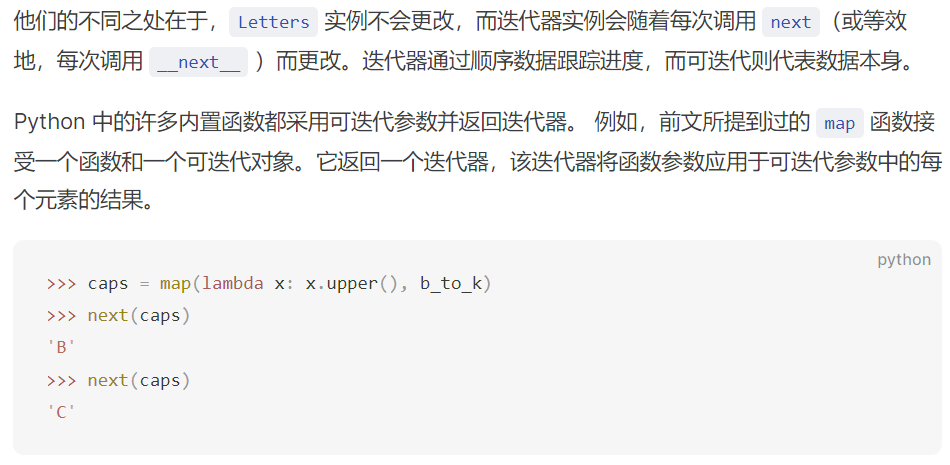 他们的不同之处在于，Letters 实例不会更改，而迭代器实例会随着每次调用 next（或等效
地，每次调用 __next__ ）而更改。迭代器通过顺序数据跟踪进度，而可迭代则代表数据本身。
Python 中的许多内置函数都采用可迭代参数并返回迭代器。 例如，前文所提到过的 map 函数接
受一个函数和一个可迭代对象。它返回一个迭代器，该迭代器将函数参数应用于可迭代参数中的每
个元素的结果。
python
>>> caps = map(lambda x: x.upper(), b_to_k)
>>> next(caps)
'B'
>>> next(caps)
'C'